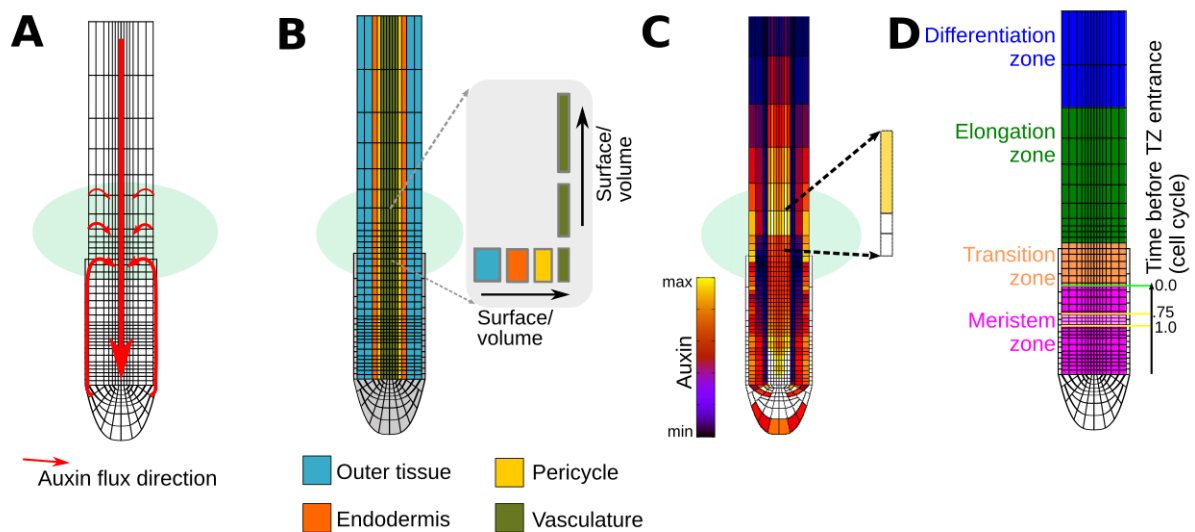 A
B
C
D
Auxin flux direction
Surface/
volume
Surface/
volume
Outer tissue
Endodermis
Pericycle
Vasculature
max
Auxin
min
Differentiation
zone
Elongation
zone
Transition
zone
Meristem
zone
0.0
.75
1.0
Time before TZ entrance
(cell cycle)